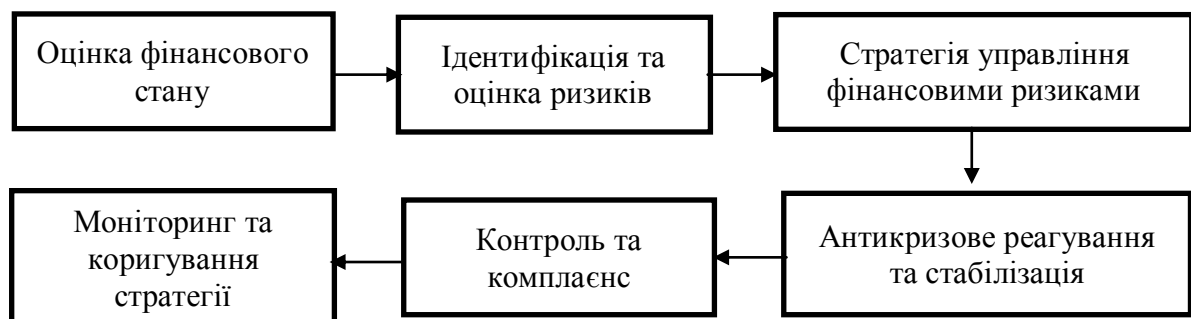 Оцінка фінансового
стану
Ідентифікація та
оцінка ризиків
Стратегія управління
фінансовими ризиками
Антикризове реагування
та стабілізація
Контроль та
комплаєнс
Моніторинг та
коригування
стратегії